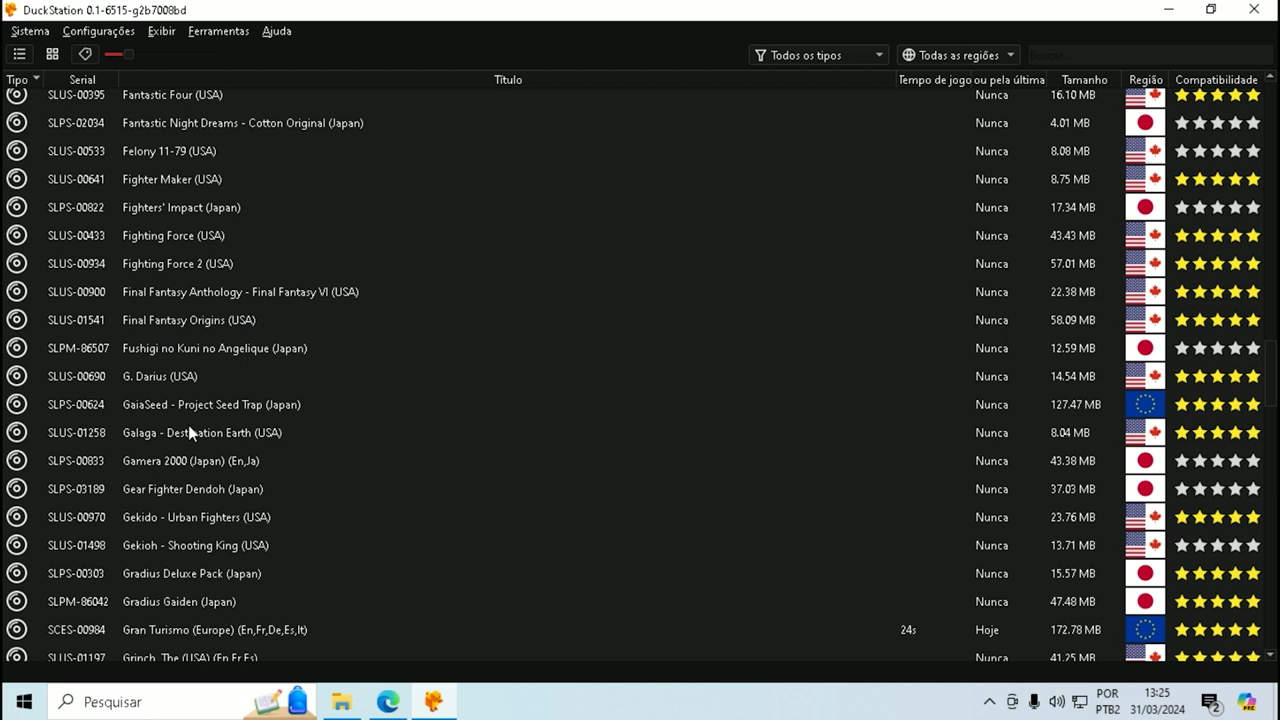 DuckStation 0.1-6515-g2b7008bd
Sistema Configurações Exibir Ferramentas Ajuda
Todos os tipos Todas as regiões Buscar...
Tipo Serial Título Tempo de jogo ou pela última Tamanho Região Compatibilidade
SLUS-00395 Fantastic Four (USA) Nunca 16.10 MB
SLPS-02034 Fantastic Night Dreams - Cotton Original (Japan) Nunca 4.01 MB
SLUS-00533 Felony 11-79 (USA) Nunca 8.08 MB
SLUS-00641 Fighter Maker (USA) Nunca 8.75 MB
SLPS-00822 Fighters' Impact (Japan) Nunca 17.34 MB
SLUS-00433 Fighting Force (USA) Nunca 43.43 MB
SLUS-00934 Fighting Force 2 (USA) Nunca 57.01 MB
SLUS-00900 Final Fantasy Anthology - Final Fantasy VI (USA) Nunca 22.38 MB
SLUS-01541 Final Fantasy Origins (USA) Nunca 58.09 MB
SLPM-86507 Fushigi no Kuni no Angelique (Japan) Nunca 12.59 MB
SLUS-00690 G. Darius (USA) Nunca 14.54 MB
SLPS-00624 GaiaSeed - Project Seed Trap (Japan) Nunca 127.47 MB
SLUS-01258 Galaga - Destination Earth (USA) Nunca 8.04 MB
SLPS-00833 Gamera 2000 (Japan) (En,Ja) Nunca 43.38 MB
SLPS-03189 Gear Fighter Dendoh (Japan) Nunca 37.03 MB
SLUS-00970 Gekido - Urban Fighters (USA) Nunca 23.76 MB
SLUS-01498 Gekioh - Shooting King (USA) Nunca 13.71 MB
SLPS-00303 Gradius Deluxe Pack (Japan) Nunca 15.57 MB
SLPM-86042 Gradius Gaiden (Japan) Nunca 47.48 MB
SCES-00984 Gran Turismo (Europe) (En,Fr,De,Es,It) 24s Hoje 172.78 MB
SLUS-01197 Grinch, The (USA) (En,Fr,Es) Nunca 41.25 MB
Pesquisar POR 13:25
PTB2 31/03/2024 2 PRE